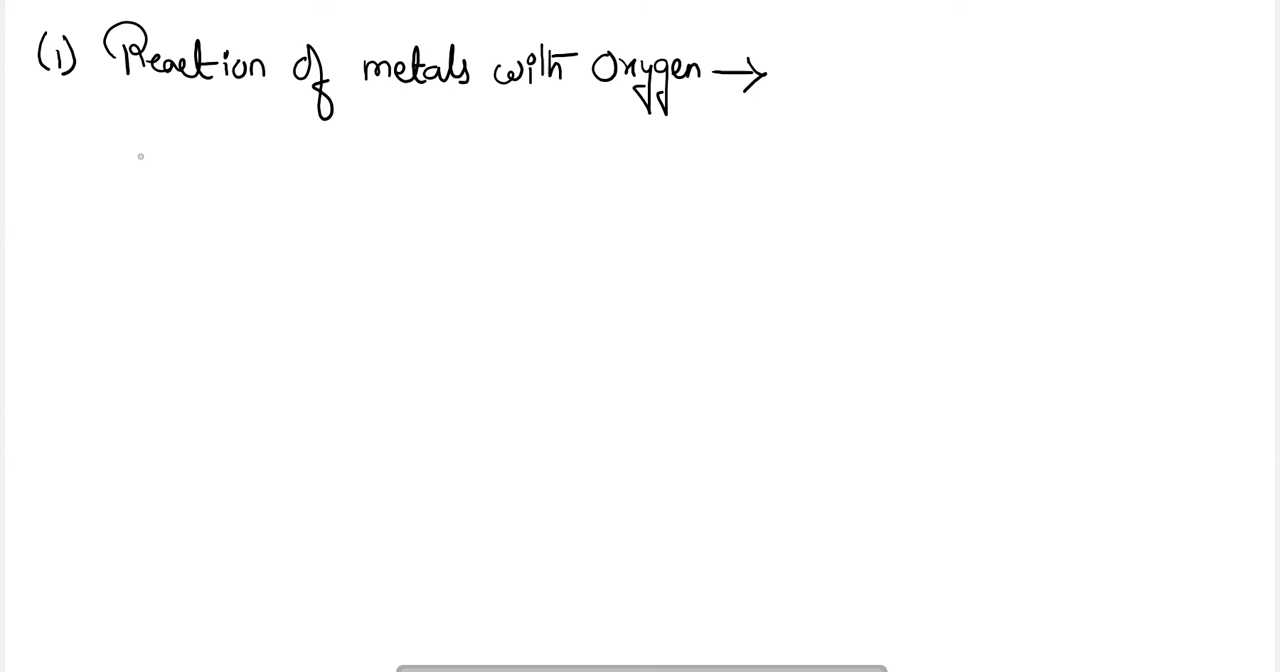 (1) Reaction of metals with Oxygen →